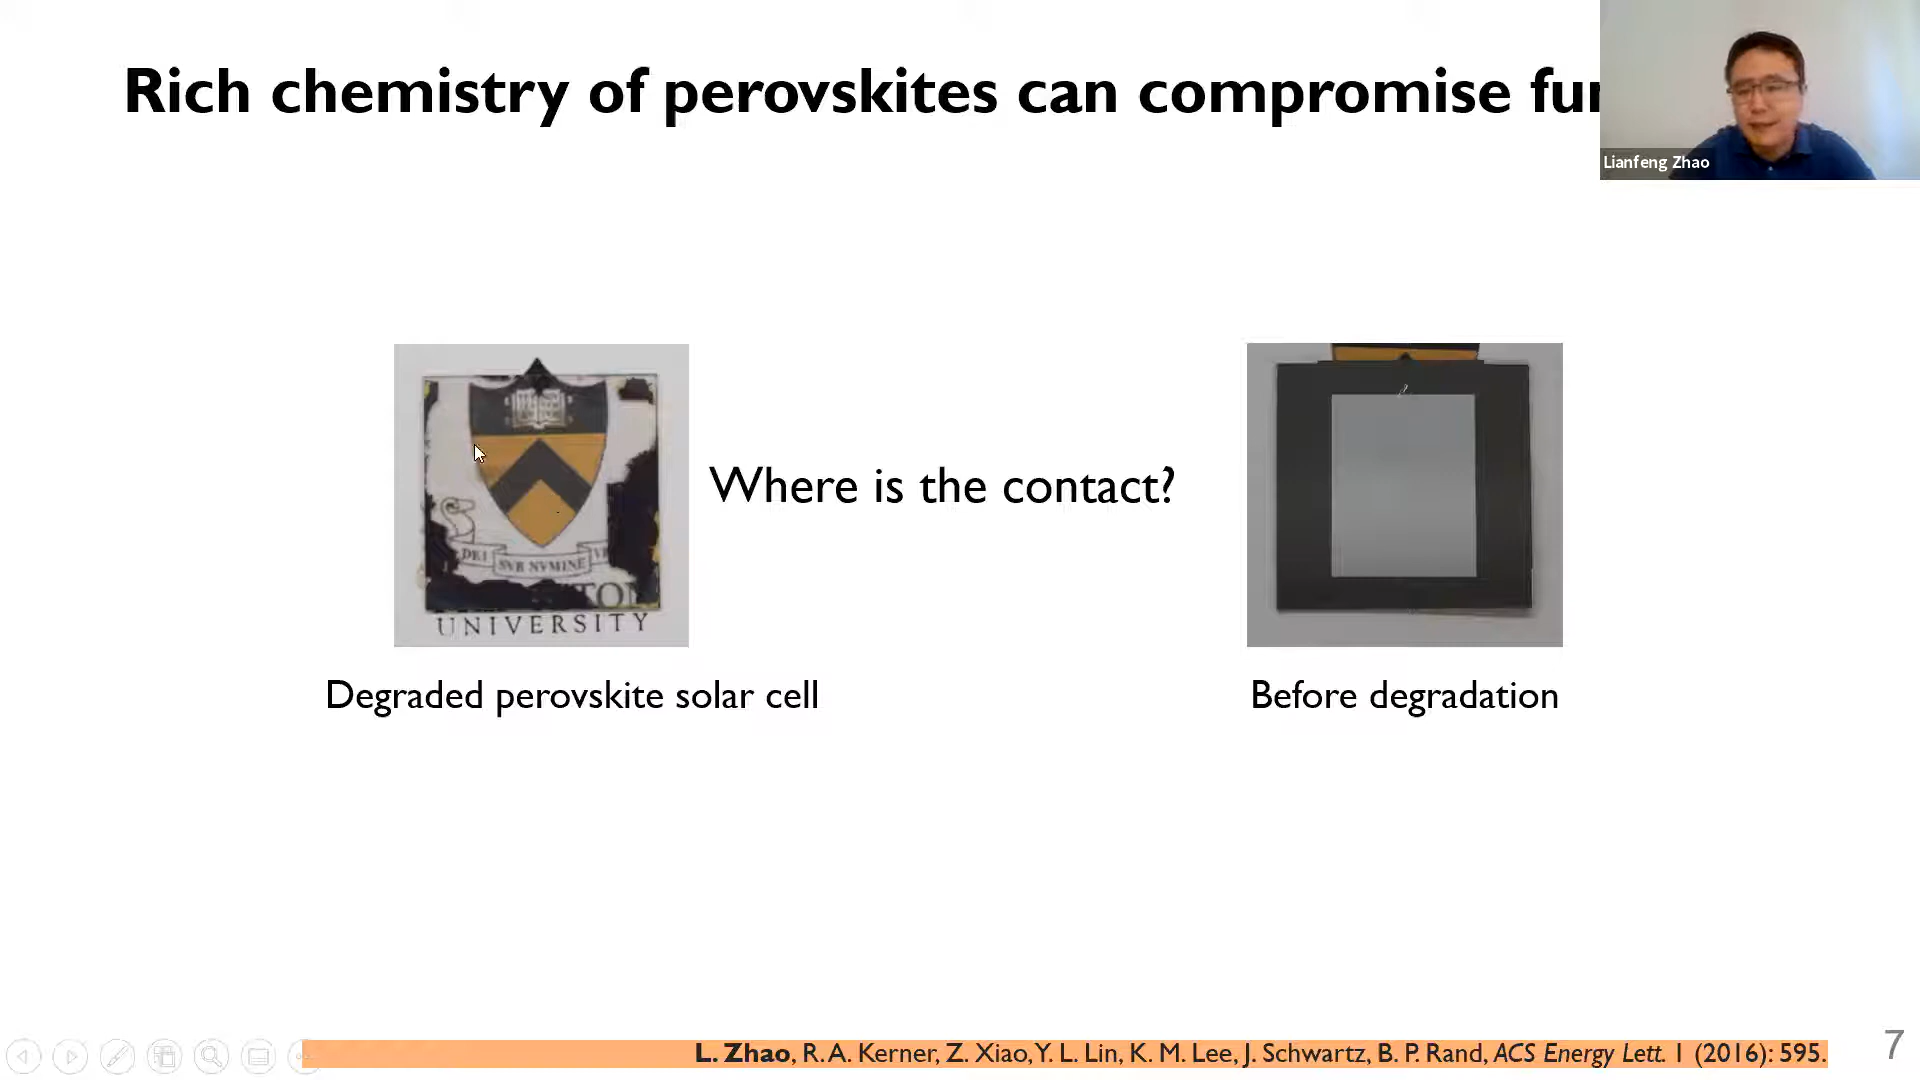 Rich chemistry of perovskites can compromise
Lianfeng Zhao
DEI SVB NVMINE
UNIVERSITY
Where is the contact?
Degraded perovskite solar cell
Before degradation
L. Zhao, R. A. Kerner, Z. Xiao, Y. L. Lin, K. M. Lee, J. Schwartz, B. P. Rand, ACS Energy Lett. 1 (2016): 595.
7